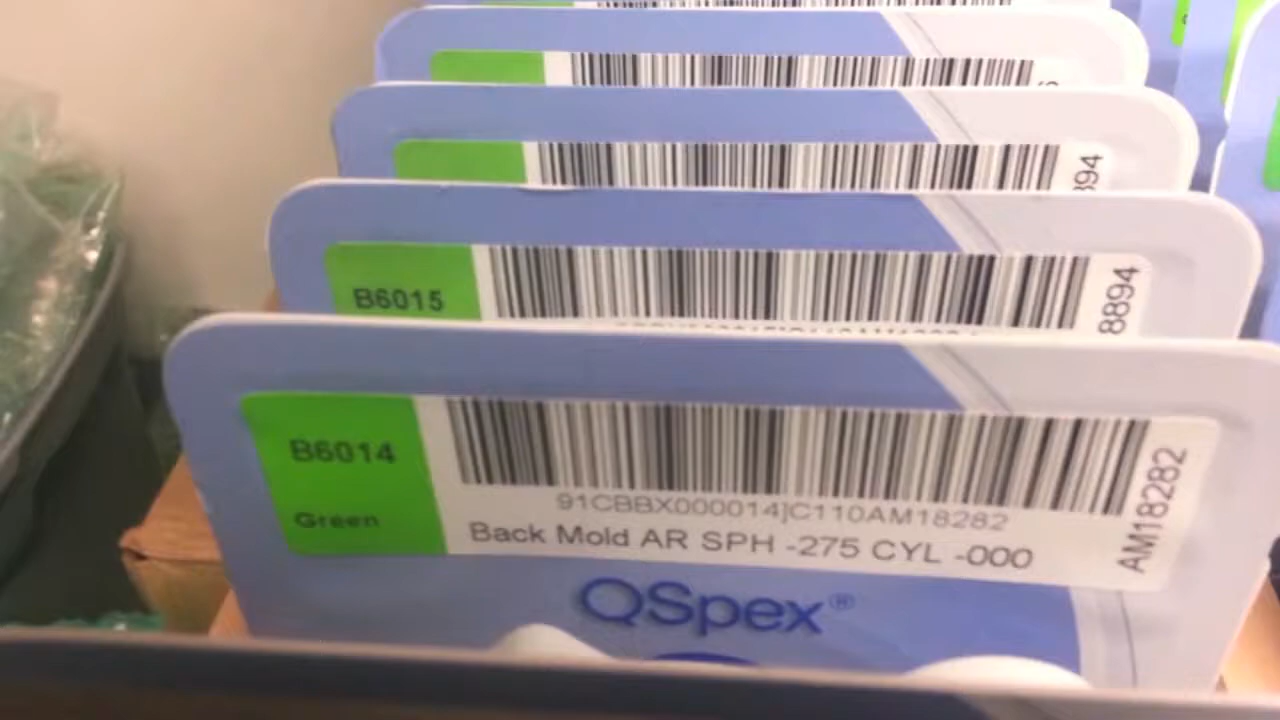 894
B6015
8894
B6014
Green
91CBBX000014]C110AM18282
Back Mold AR SPH -275 CYL -000
AM18282
QSpex®